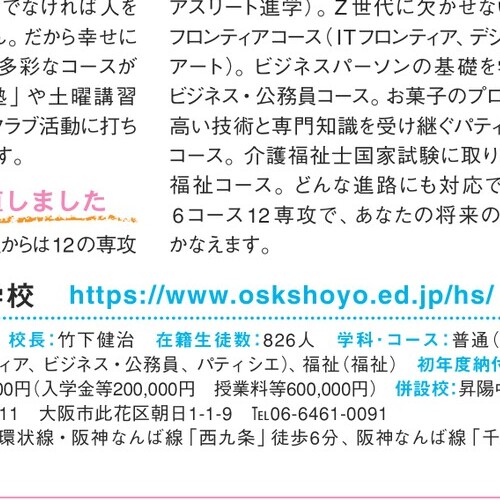 でなければ人を
ん。だから幸せに
多彩なコースが
塾」や土曜講習
クラブ活動に打ち
す。
しました
からは12の専攻
アスリート進学）。Z世代に欠かせな
フロンティアコース（ITフロンティア、デジ
アート）。ビジネスパーソンの基礎を
ビジネス・公務員コース。お菓子のプロ
高い技術と専門知識を受け継ぐパティ
コース。介護福祉士国家試験に取り
福祉コース。どんな進路にも対応で
6コース12専攻で、あなたの将来の
かなえます。
学校 https://www.oskshoyo.ed.jp/hs/
校長：竹下健治 在籍生徒数：826人 学科・コース：普通（
ィア、ビジネス・公務員、パティシエ）、福祉（福祉） 初年度納付
00円（入学金等200,000円 授業料等600,000円） 併設校：昇陽中
11 大阪市此花区朝日1-1-9 ℡06-6461-0091
環状線・阪神なんば線「西九条」徒歩6分、阪神なんば線「千